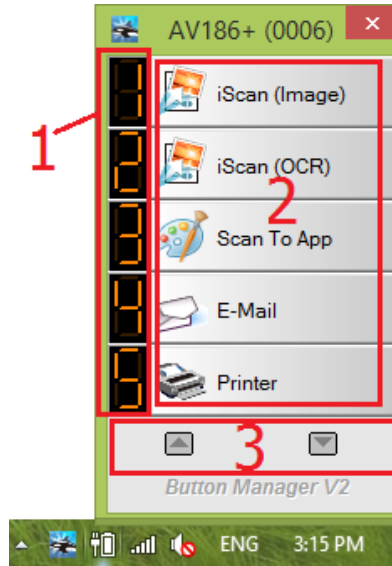 AV186+ (0006)
1 iScan (Image)
2 iScan (OCR)
3 Scan To App
4 E-Mail
5 Printer
1
2
3
Button Manager V2
ENG 3:15 PM